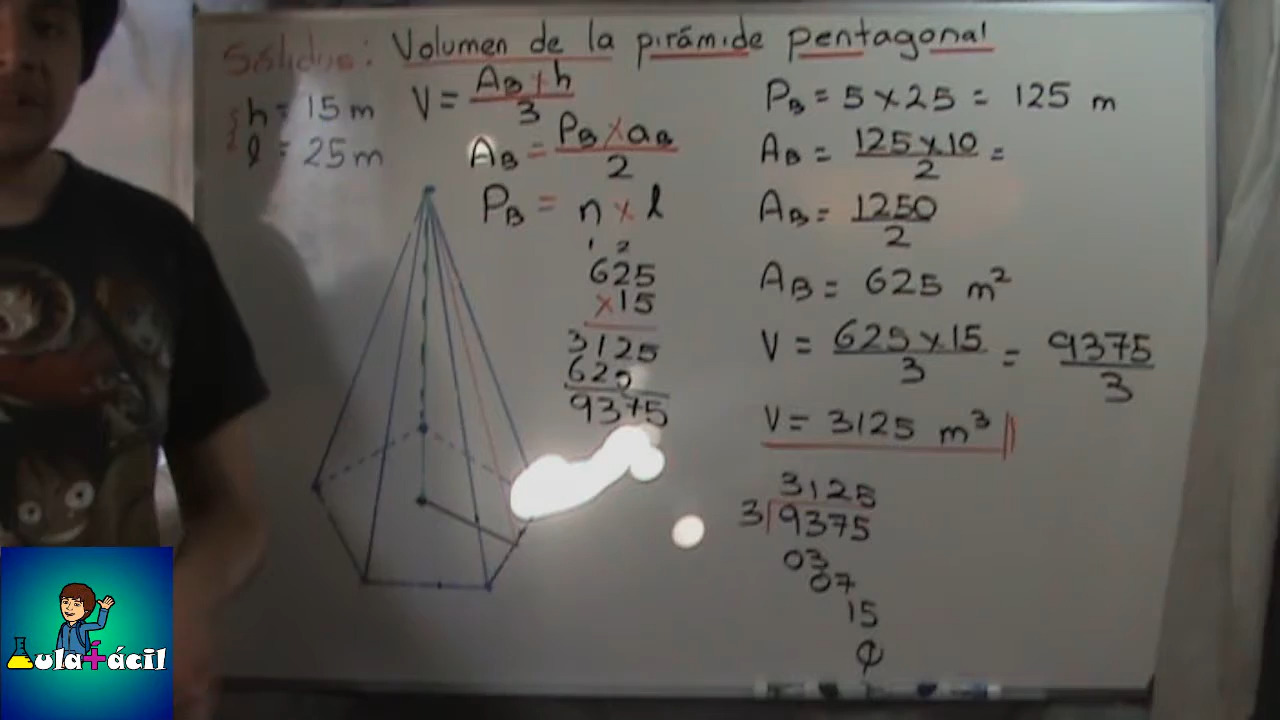 Sólidos: Volumen de la pirámide pentagonal
h = 15 m
l = 25 m
V = AB x h / 3
AB = PB x aB / 2
PB = n x l
1 2
625
x15
3125
625
9375
PB = 5 x 25 = 125 m
AB = 125 x 10 / 2 =
AB = 1250 / 2
AB = 625 m²
V = 625 x 15 / 3 = 9375 / 3
V = 3125 m³
3125
3 9375
03
07
15
0
Aula fácil